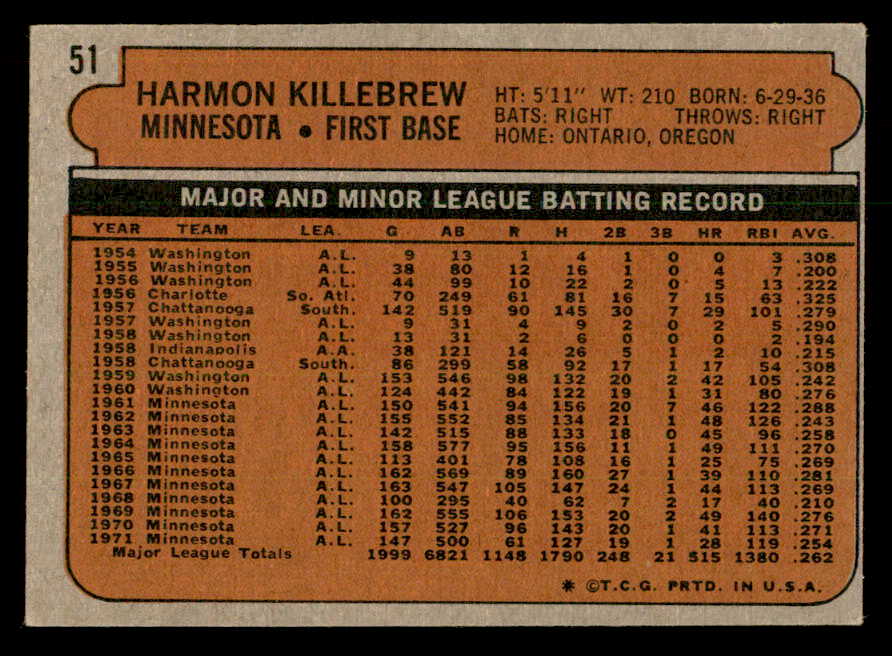 51
HARMON KILLEBREW
MINNESOTA • FIRST BASE
HT: 5'11" WT: 210 BORN: 6-29-36
BATS: RIGHT THROWS: RIGHT
HOME: ONTARIO, OREGON
MAJOR AND MINOR LEAGUE BATTING RECORD
YEAR TEAM LEA. G AB R H 2B 3B HR RBI AVG.
1954 Washington A.L. 9 13 1 4 1 0 0 3 .308
1955 Washington A.L. 38 80 12 16 1 0 4 7 .200
1956 Washington A.L. 44 99 10 22 2 0 5 13 .222
1956 Charlotte So. Atl. 70 249 61 81 16 7 15 63 .325
1957 Chattanooga South. 142 519 90 145 30 7 29 101 .279
1957 Washington A.L. 9 31 4 9 2 0 2 5 .290
1958 Washington A.L. 13 31 2 6 0 0 0 2 .194
1958 Indianapolis A.A. 38 121 14 26 5 1 2 10 .215
1958 Chattanooga South. 86 299 58 92 17 1 17 54 .308
1959 Washington A.L. 153 546 98 132 20 2 42 105 .242
1960 Washington A.L. 124 442 84 122 19 1 31 80 .276
1961 Minnesota A.L. 150 541 94 156 20 7 46 122 .288
1962 Minnesota A.L. 155 552 85 134 21 1 48 126 .243
1963 Minnesota A.L. 142 515 88 133 18 0 45 96 .258
1964 Minnesota A.L. 158 577 95 156 11 1 49 111 .270
1965 Minnesota A.L. 113 401 78 108 16 1 25 75 .269
1966 Minnesota A.L. 162 569 89 160 27 1 39 110 .281
1967 Minnesota A.L. 163 547 105 147 24 1 44 113 .269
1968 Minnesota A.L. 100 295 40 62 7 2 17 40 .210
1969 Minnesota A.L. 162 555 106 153 20 2 49 140 .276
1970 Minnesota A.L. 157 527 96 143 20 1 41 113 .271
1971 Minnesota A.L. 147 500 61 127 19 1 28 119 .254
Major League Totals 1999 6821 1148 1790 248 21 515 1380 .262
* ©T.C.G. PRTD. IN U.S.A.